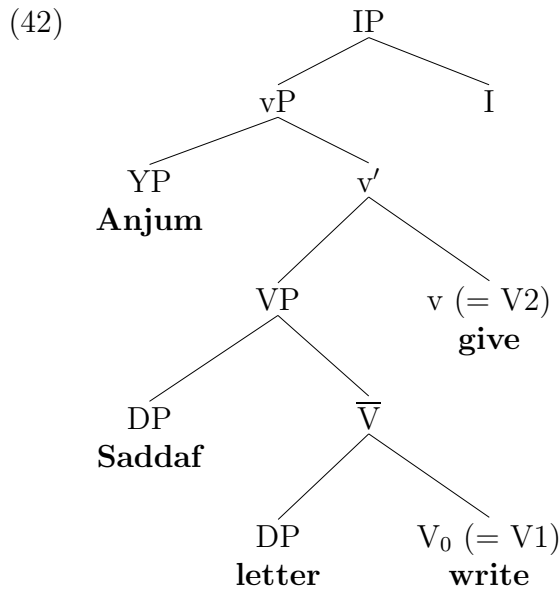 (42) IP
vP I
YP v′
Anjum
VP v (= V2)
give
DP V̅
Saddaf
DP V₀ (= V1)
letter write